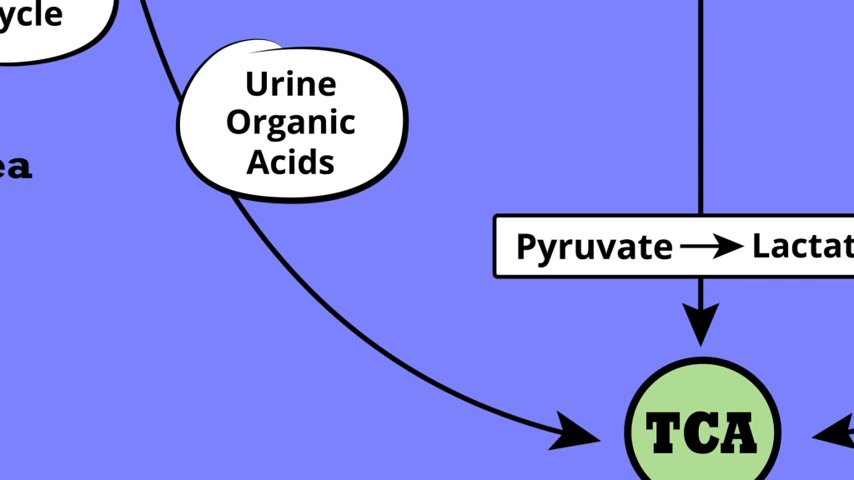 ycle
Urine
Organic
Acids
ea
Pyruvate → Lactat
TCA